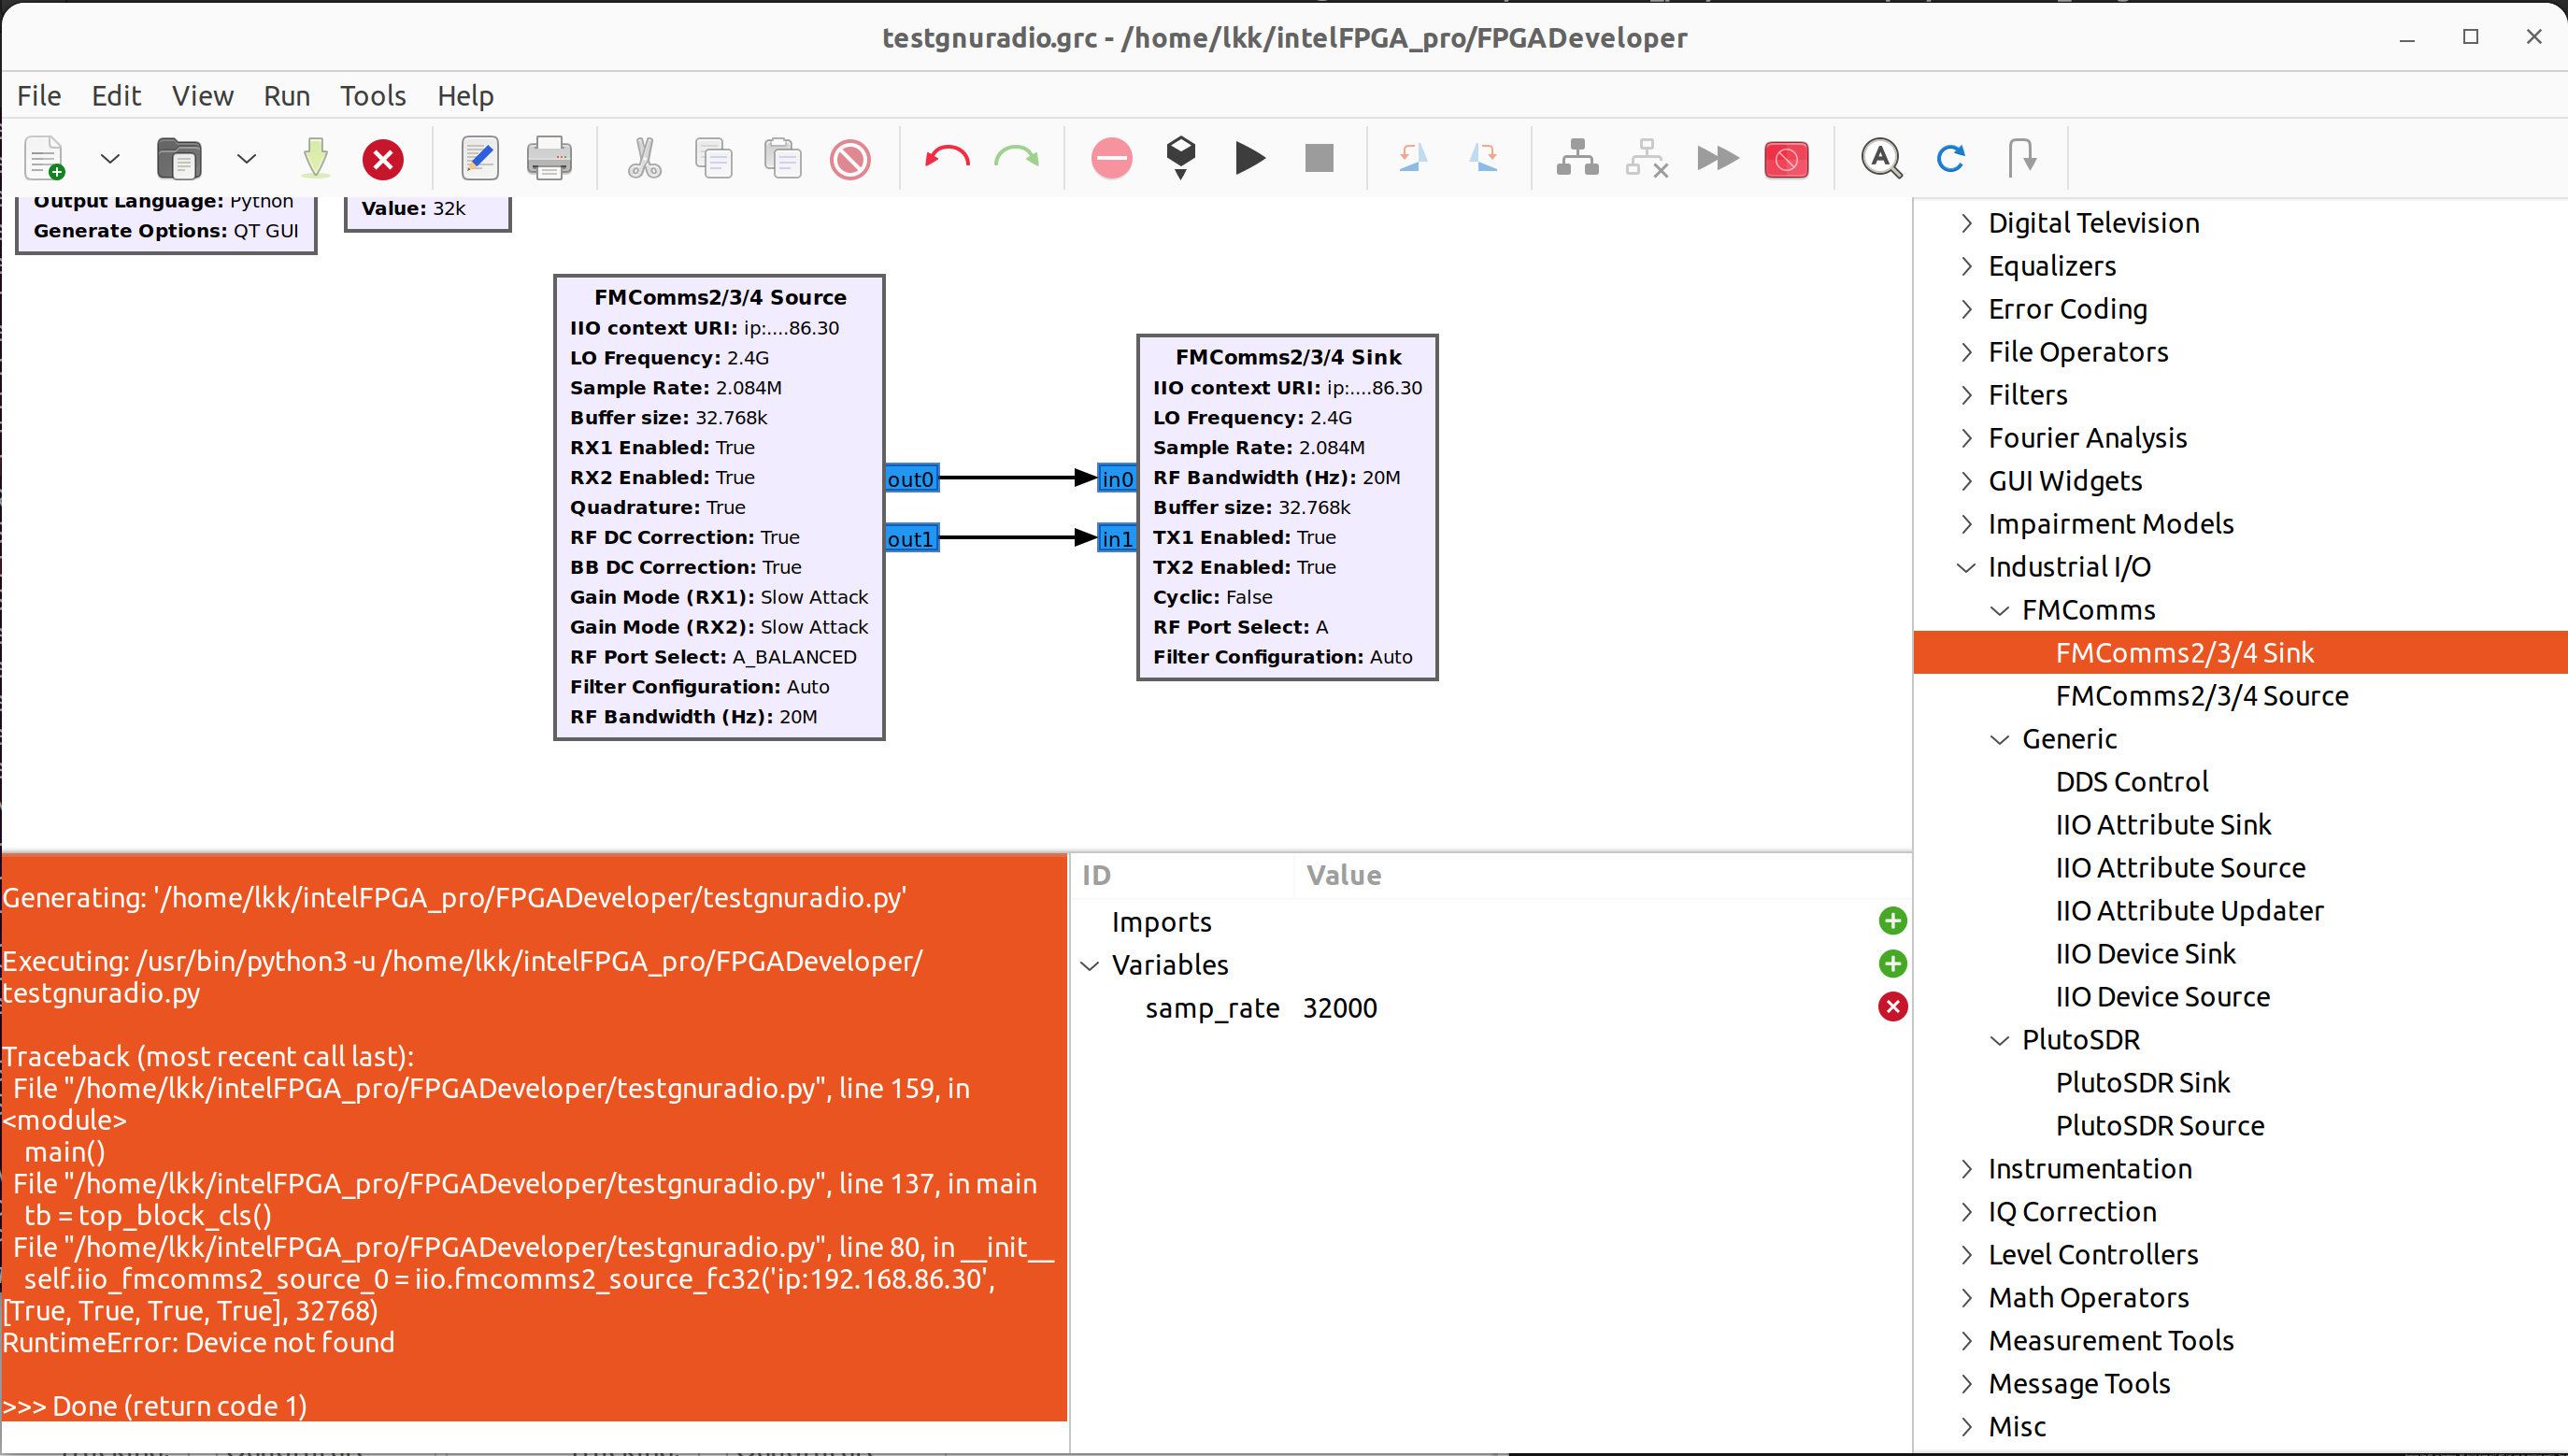 testgnuradio.grc - /home/lkk/intelFPGA_pro/FPGADeveloper
File Edit View Run Tools Help
Output Language: Python
Generate Options: QT GUI
Value: 32k
FMComms2/3/4 Source
IIO context URI: ip:....86.30
LO Frequency: 2.4G
Sample Rate: 2.084M
Buffer size: 32.768k
RX1 Enabled: True
RX2 Enabled: True
Quadrature: True
RF DC Correction: True
BB DC Correction: True
Gain Mode (RX1): Slow Attack
Gain Mode (RX2): Slow Attack
RF Port Select: A_BALANCED
Filter Configuration: Auto
RF Bandwidth (Hz): 20M
out0
out1
in0
in1
FMComms2/3/4 Sink
IIO context URI: ip:....86.30
LO Frequency: 2.4G
Sample Rate: 2.084M
RF Bandwidth (Hz): 20M
Buffer size: 32.768k
TX1 Enabled: True
TX2 Enabled: True
Cyclic: False
RF Port Select: A
Filter Configuration: Auto
Generating: '/home/lkk/intelFPGA_pro/FPGADeveloper/testgnuradio.py'
Executing: /usr/bin/python3 -u /home/lkk/intelFPGA_pro/FPGADeveloper/
testgnuradio.py
Traceback (most recent call last):
File "/home/lkk/intelFPGA_pro/FPGADeveloper/testgnuradio.py", line 159, in
<module>
main()
File "/home/lkk/intelFPGA_pro/FPGADeveloper/testgnuradio.py", line 137, in main
tb = top_block_cls()
File "/home/lkk/intelFPGA_pro/FPGADeveloper/testgnuradio.py", line 80, in __init__
self.iio_fmcomms2_source_0 = iio.fmcomms2_source_fc32('ip:192.168.86.30',
[True, True, True, True], 32768)
RuntimeError: Device not found
>>> Done (return code 1)
ID Value
Imports
Variables
samp_rate 32000
Digital Television
Equalizers
Error Coding
File Operators
Filters
Fourier Analysis
GUI Widgets
Impairment Models
Industrial I/O
FMComms
FMComms2/3/4 Sink
FMComms2/3/4 Source
Generic
DDS Control
IIO Attribute Sink
IIO Attribute Source
IIO Attribute Updater
IIO Device Sink
IIO Device Source
PlutoSDR
PlutoSDR Sink
PlutoSDR Source
Instrumentation
IQ Correction
Level Controllers
Math Operators
Measurement Tools
Message Tools
Misc